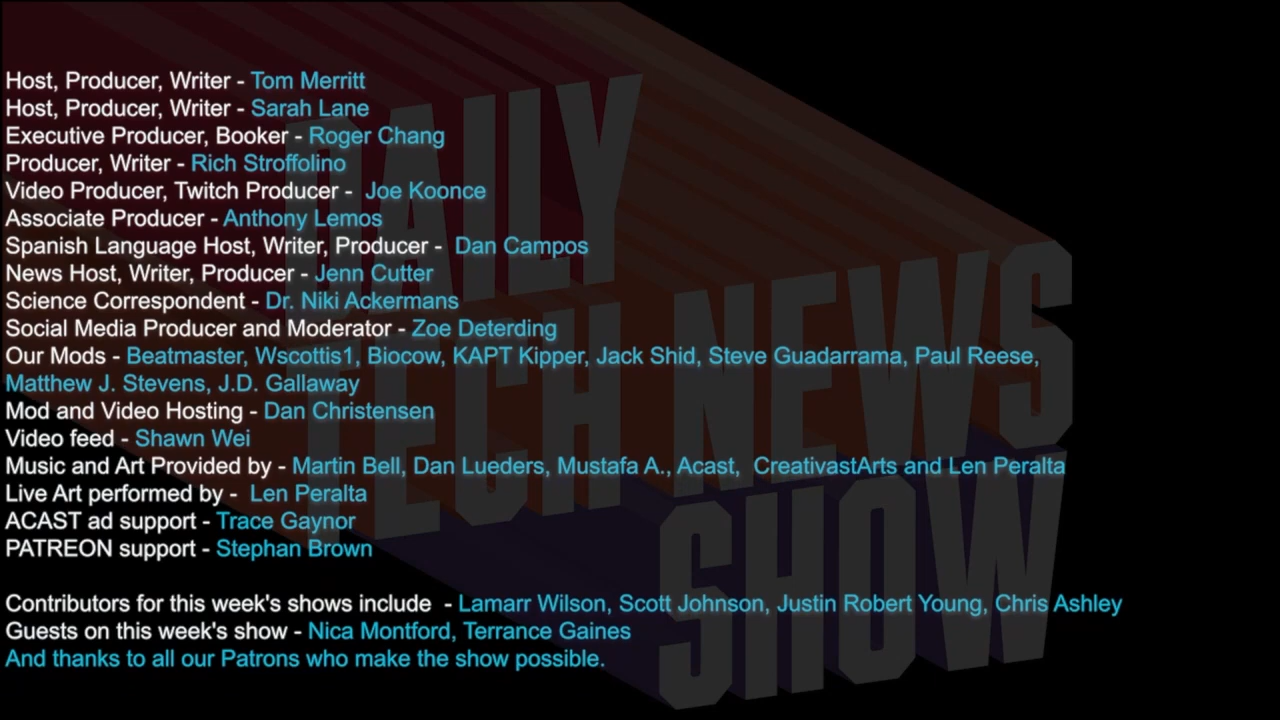 Host, Producer, Writer - Tom Merritt
Host, Producer, Writer - Sarah Lane
Executive Producer, Booker - Roger Chang
Producer, Writer - Rich Stroffolino
Video Producer, Twitch Producer -  Joe Koonce
Associate Producer - Anthony Lemos
Spanish Language Host, Writer, Producer -  Dan Campos
News Host, Writer, Producer - Jenn Cutter
Science Correspondent - Dr. Niki Ackermans
Social Media Producer and Moderator - Zoe Deterding
Our Mods - Beatmaster, Wscottis1, Biocow, KAPT Kipper, Jack Shid, Steve Guadarrama, Paul Reese,
Matthew J. Stevens, J.D. Gallaway
Mod and Video Hosting - Dan Christensen
Video feed - Shawn Wei
Music and Art Provided by - Martin Bell, Dan Lueders, Mustafa A., Acast,  CreativastArts and Len Peralta
Live Art performed by -  Len Peralta
ACAST ad support - Trace Gaynor
PATREON support - Stephan Brown
Contributors for this week's shows include  - Lamarr Wilson, Scott Johnson, Justin Robert Young, Chris Ashley
Guests on this week's show - Nica Montford, Terrance Gaines
And thanks to all our Patrons who make the show possible.
DAILY
TECH NEWS
SHOW